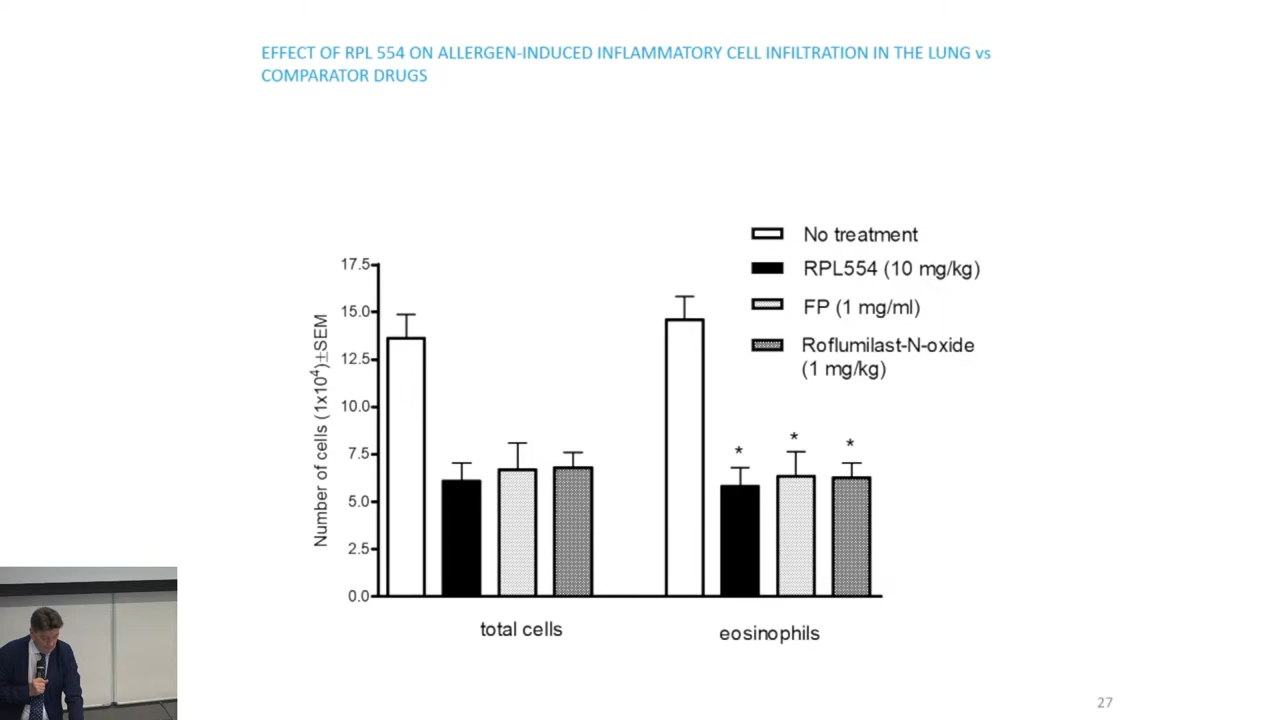 EFFECT OF RPL 554 ON ALLERGEN-INDUCED INFLAMMATORY CELL INFILTRATION IN THE LUNG vs
COMPARATOR DRUGS
No treatment
RPL554 (10 mg/kg)
FP (1 mg/ml)
Roflumilast-N-oxide
(1 mg/kg)
Number of cells (1x10⁴)±SEM
17.5
15.0
12.5
10.0
7.5
5.0
2.5
0.0
* * *
total cells
eosinophils
27